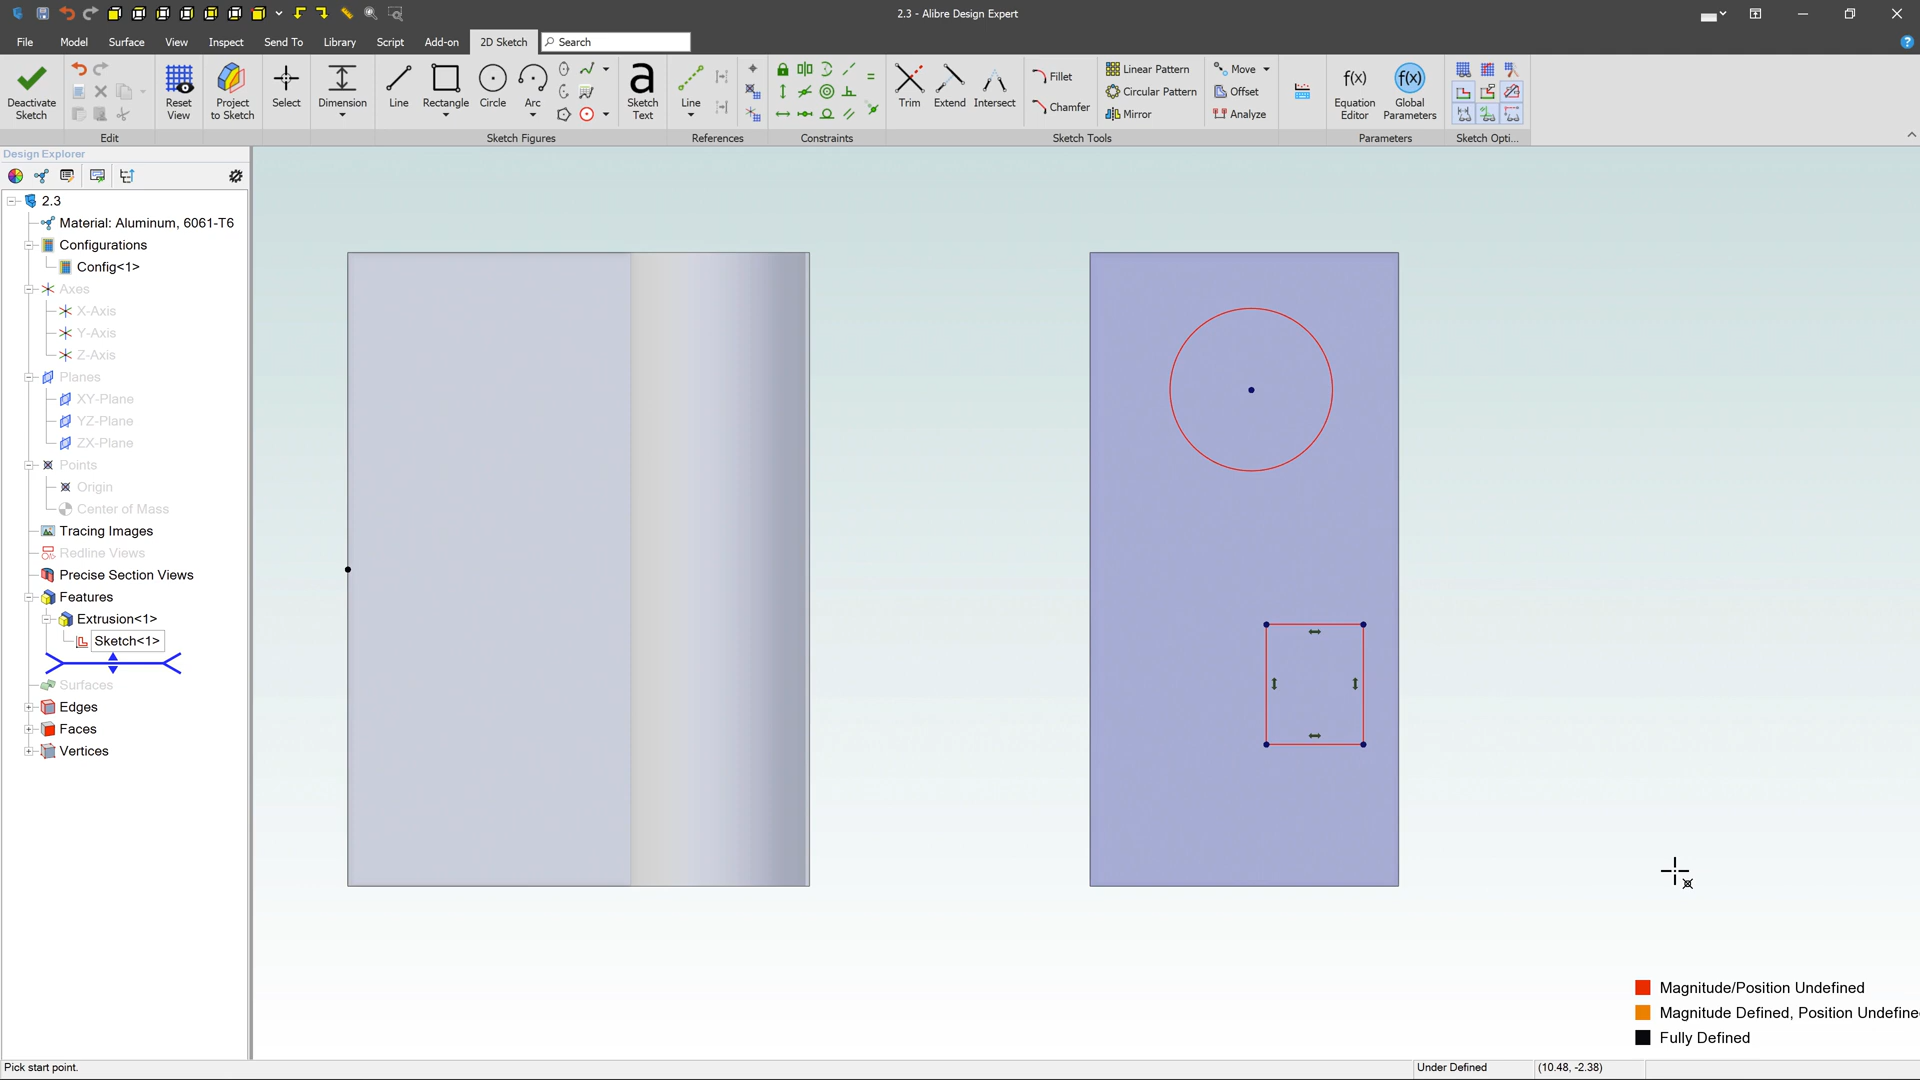 2.3 - Alibre Design Expert
File
Model
Surface
View
Inspect
Send To
Library
Script
Add-on
2D Sketch
Search
Deactivate
Sketch
Edit
Reset
View
Project
to Sketch
Select
Dimension
Line
Rectangle
Circle
Arc
Sketch Figures
a
Sketch
Text
Line
References
Constraints
Trim
Extend
Intersect
Fillet
Chamfer
Linear Pattern
Circular Pattern
Mirror
Move
Offset
Analyze
Sketch Tools
f(x)
Equation
Editor
f(x)
Global
Parameters
Parameters
Sketch Opti...
Design Explorer
2.3
Material: Aluminum, 6061-T6
Configurations
Config<1>
Axes
X-Axis
Y-Axis
Z-Axis
Planes
XY-Plane
YZ-Plane
ZX-Plane
Points
Origin
Center of Mass
Tracing Images
Redline Views
Precise Section Views
Features
Extrusion<1>
Sketch<1>
Surfaces
Edges
Faces
Vertices
Magnitude/Position Undefined
Magnitude Defined, Position Undefine
Fully Defined
Pick start point.
Under Defined
(10.48, -2.38)